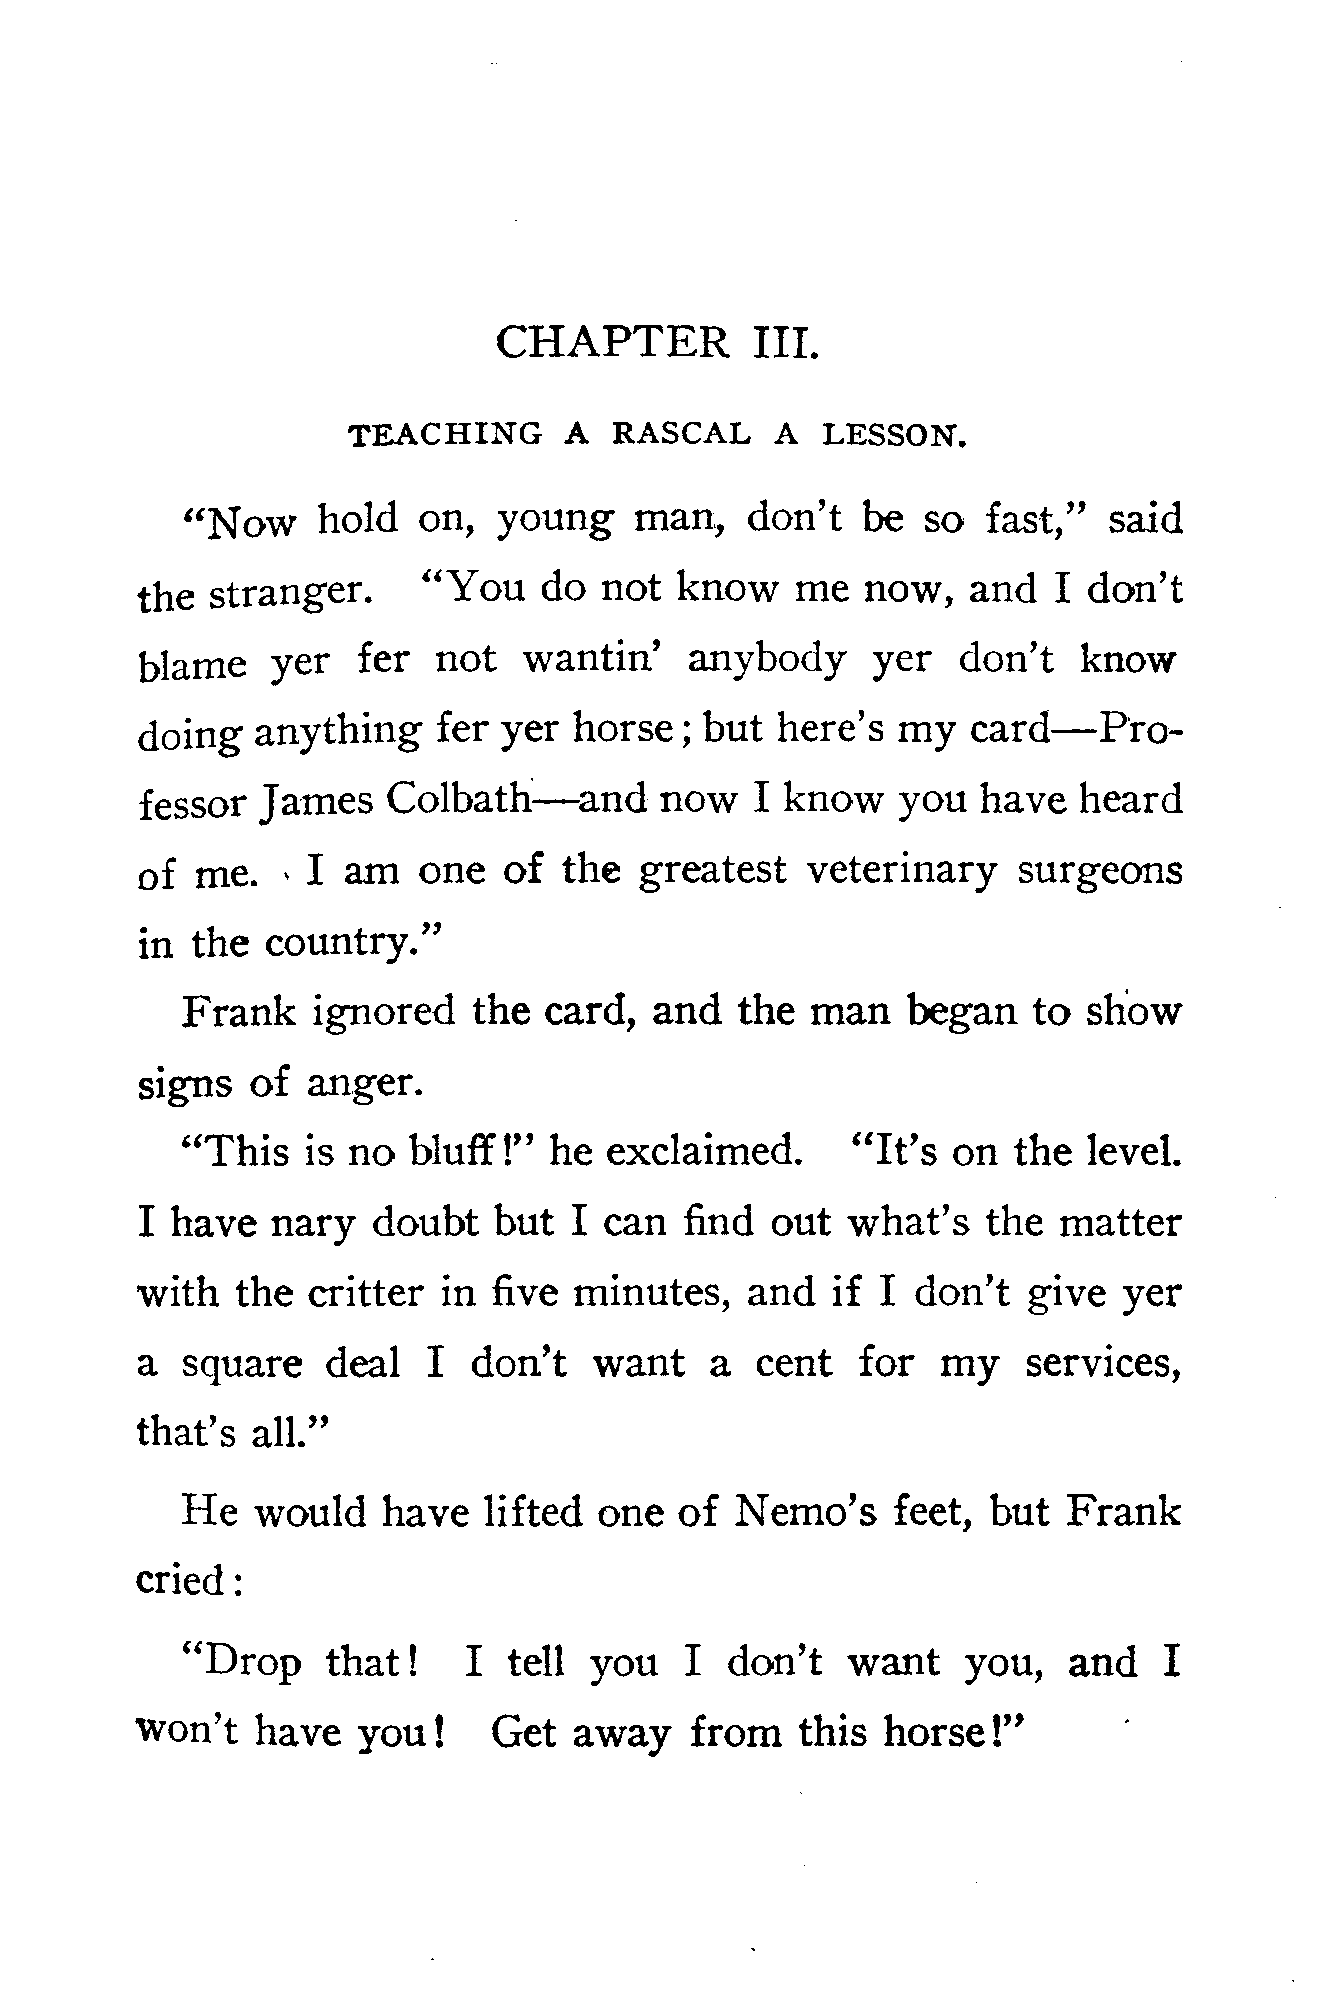 CHAPTER III.
TEACHING A RASCAL A LESSON.
“Now hold on, young man, don’t be so fast,” said
the stranger. “You do not know me now, and I don’t
blame yer fer not wantin’ anybody yer don’t know
doing anything fer yer horse; but here’s my card—Pro-
fessor James Colbath—and now I know you have heard
of me. I am one of the greatest veterinary surgeons
in the country.”
Frank ignored the card, and the man began to show
signs of anger.
“This is no bluff!” he exclaimed. “It’s on the level.
I have nary doubt but I can find out what’s the matter
with the critter in five minutes, and if I don’t give yer
a square deal I don’t want a cent for my services,
that’s all.”
He would have lifted one of Nemo’s feet, but Frank
cried:
“Drop that! I tell you I don’t want you, and I
won’t have you! Get away from this horse!”